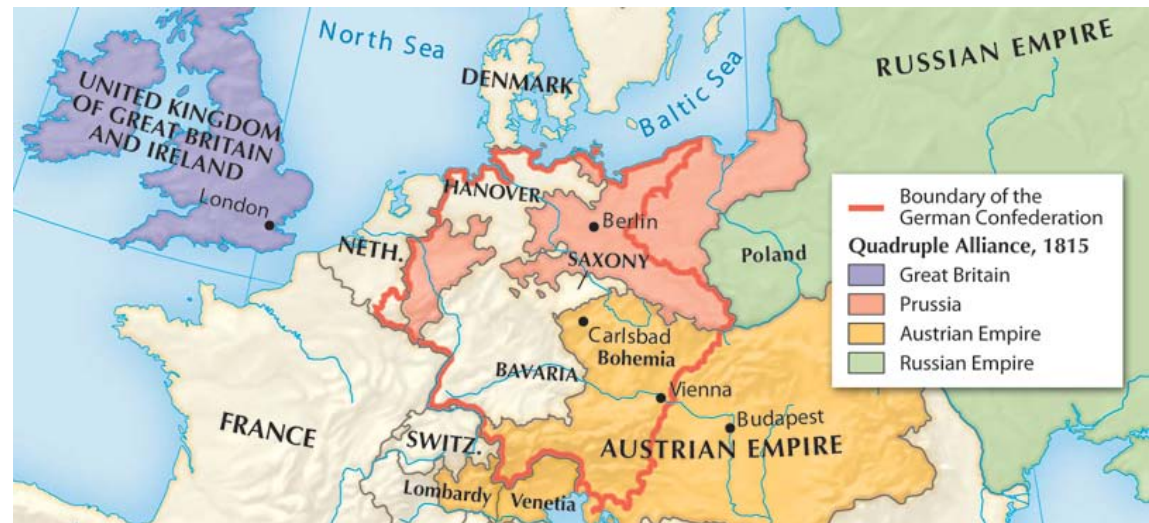 North Sea
DENMARK
Baltic Sea
RUSSIAN EMPIRE
UNITED KINGDOM
OF GREAT BRITAIN
AND IRELAND
London
HANOVER
Berlin
NETH.
SAXONY
Poland
Carlsbad
Bohemia
BAVARIA
Vienna
Budapest
FRANCE
SWITZ.
AUSTRIAN EMPIRE
Lombardy
Venetia
Boundary of the
German Confederation
Quadruple Alliance, 1815
Great Britain
Prussia
Austrian Empire
Russian Empire